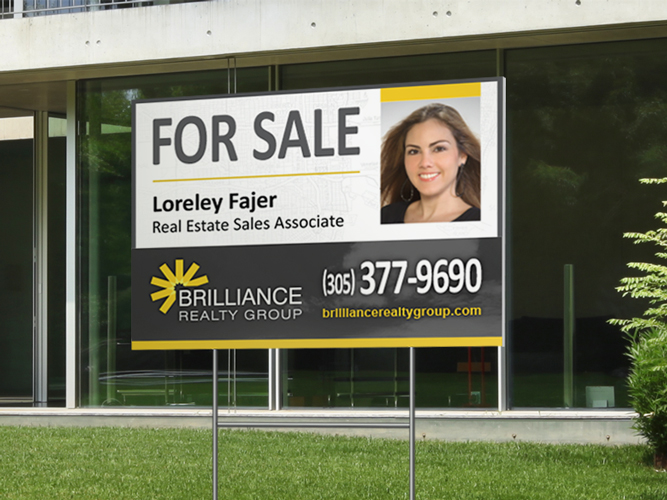 FOR SALE
Loreley Fajer
Real Estate Sales Associate
BRILLIANCE
REALTY GROUP
(305) 377-9690
brilliancerealtygroup.com